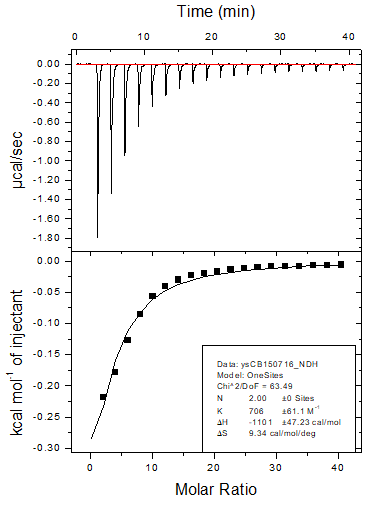 Time (min)
0 10 20 30 40
0.00
-0.20
-0.40
-0.60
-0.80
-1.00
-1.20
-1.40
-1.60
-1.80
µcal/sec
0.00
-0.05
-0.10
-0.15
-0.20
-0.25
-0.30
kcal mol⁻¹ of injectant
Data: ysCB150716_NDH
Model: OneSites
Chi^2/DoF = 63.49
N 2.00 ±0 Sites
K 706 ±61.1 M⁻¹
ΔH -1101 ±47.23 cal/mol
ΔS 9.34 cal/mol/deg
0 10 20 30 40
Molar Ratio